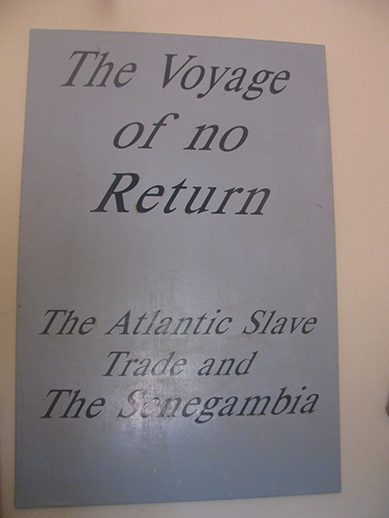 The Voyage
of no
Return
The Atlantic Slave
Trade and
The Senegambia